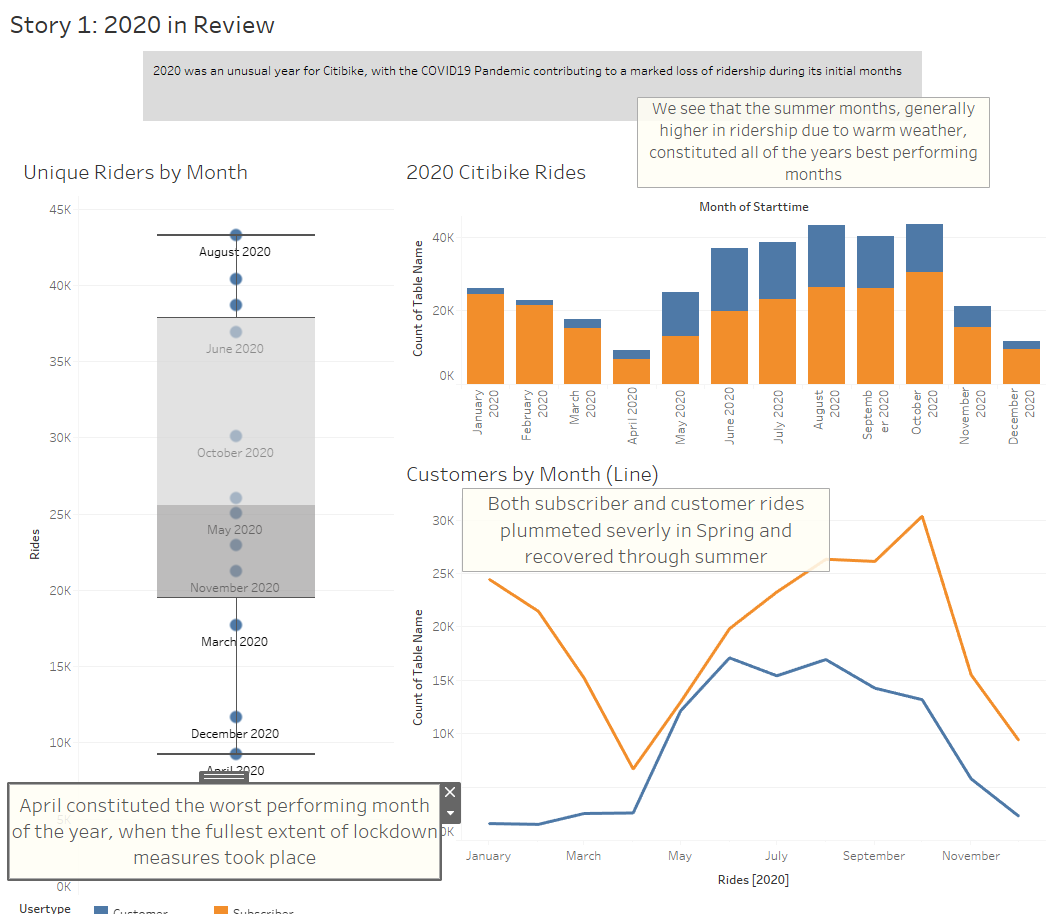 Story 1: 2020 in Review
2020 was an unusual year for Citibike, with the COVID19 Pandemic contributing to a marked loss of ridership during its initial months
We see that the summer months, generally
higher in ridership due to warm weather,
constituted all of the years best performing
months
Unique Riders by Month
45K
40K
35K
30K
25K
20K
15K
10K
5K
0K
Rides
August 2020
June 2020
October 2020
May 2020
November 2020
March 2020
December 2020
April 2020
April constituted the worst performing month
of the year, when the fullest extent of lockdown
measures took place
Usertype
Customer
Subscriber
2020 Citibike Rides
Month of Starttime
Count of Table Name
40K
20K
0K
January
2020
February
2020
March
2020
April 2020
May 2020
June 2020
July 2020
August
2020
Septemb
er 2020
October
2020
November
2020
December
2020
Customers by Month (Line)
Both subscriber and customer rides
plummeted severly in Spring and
recovered through summer
Count of Table Name
30K
25K
20K
15K
10K
0K
January
March
May
July
September
November
Rides [2020]